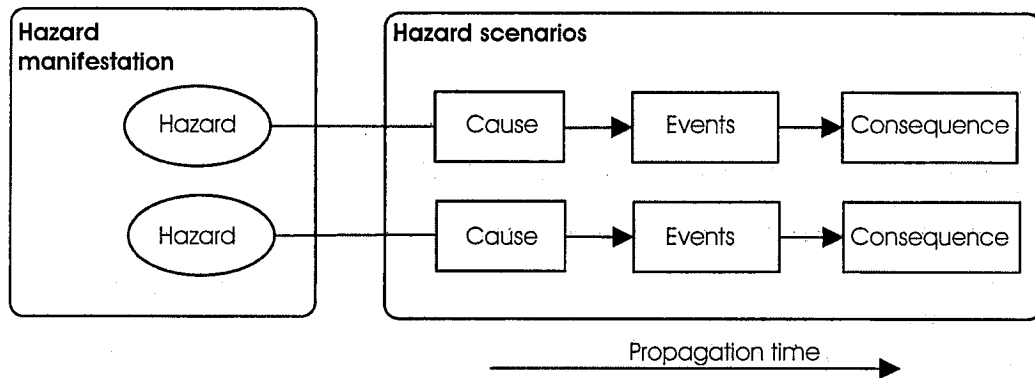 Hazard
manifestation
Hazard scenarios
Hazard
Cause
Events
Consequence
Hazard
Cause
Events
Consequence
Propagation time